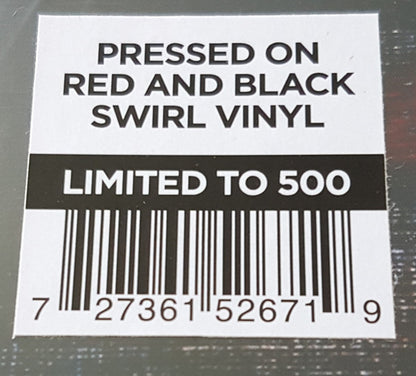 PRESSED ON
RED AND BLACK
SWIRL VINYL
LIMITED TO 500
7 27361 52671 9